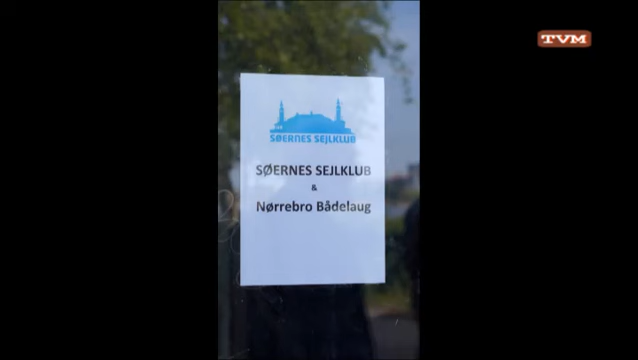 TVM
SØERNES SEJLKLUB
SØERNES SEJLKLUB
&
Nørrebro Bådelaug